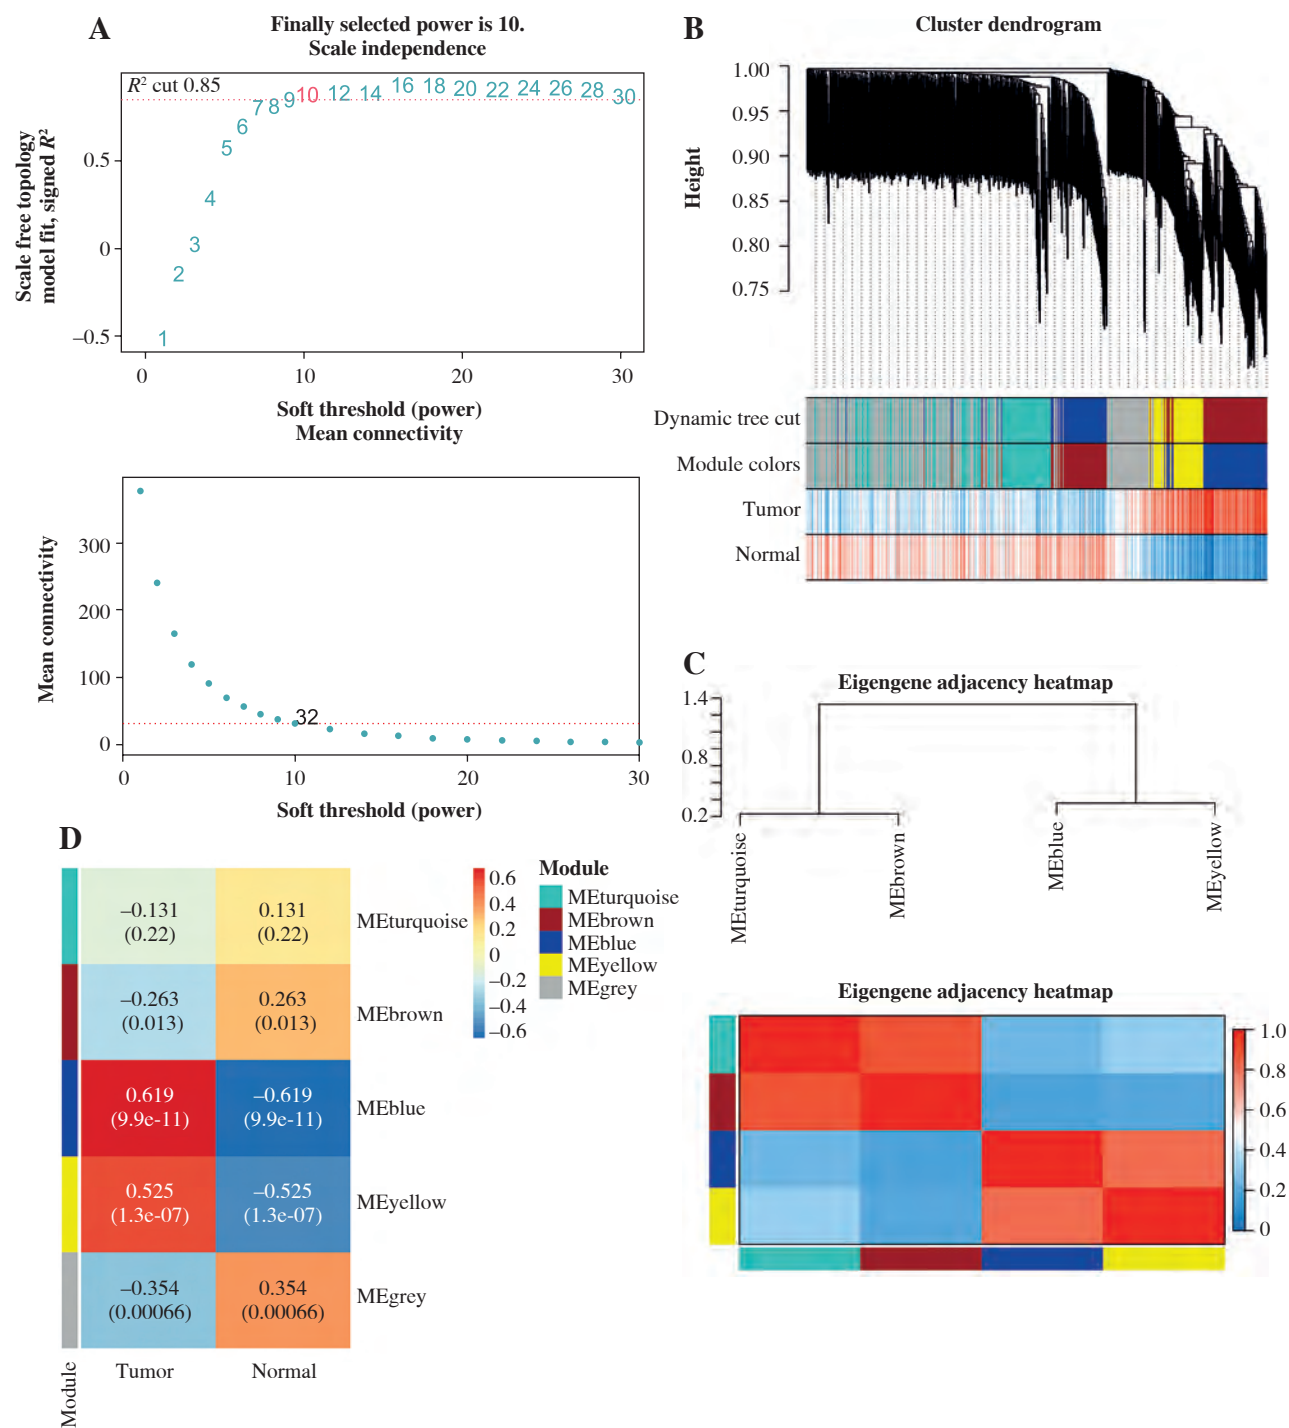 A
Finally selected power is 10.
Scale independence
R² cut 0.85
1
2
3
4
5
6
7
8
9
10
12
14
16
18
20
22
24
26
28
30
0.5
0
–0.5
Scale free topology
model fit, signed R²
0
10
20
30
Soft threshold (power)
Mean connectivity
300
200
100
0
Mean connectivity
32
0
10
20
30
Soft threshold (power)
B
Cluster dendrogram
1.00
0.95
0.90
0.85
0.80
0.75
Height
Dynamic tree cut
Module colors
Tumor
Normal
C
Eigengene adjacency heatmap
1.4
0.8
0.2
MEturquoise
MEbrown
MEblue
MEyellow
Eigengene adjacency heatmap
1.0
0.8
0.6
0.4
0.2
0
D
–0.131
(0.22)
0.131
(0.22)
MEturquoise
–0.263
(0.013)
0.263
(0.013)
MEbrown
0.619
(9.9e-11)
–0.619
(9.9e-11)
MEblue
0.525
(1.3e-07)
–0.525
(1.3e-07)
MEyellow
–0.354
(0.00066)
0.354
(0.00066)
MEgrey
Module
Tumor
Normal
0.6
0.4
0.2
0
–0.2
–0.4
–0.6
Module
MEturquoise
MEbrown
MEblue
MEyellow
MEgrey